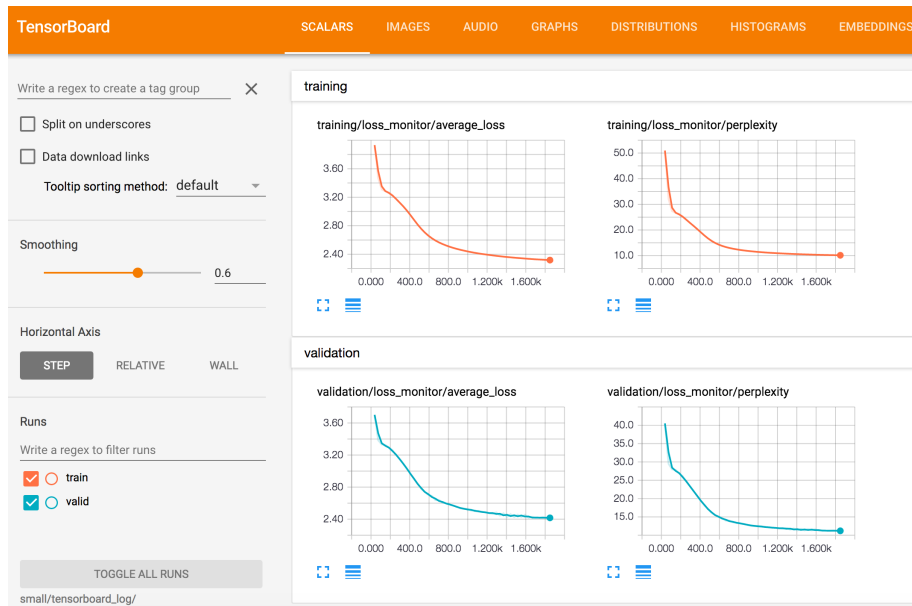 TensorBoard
SCALARS IMAGES AUDIO GRAPHS DISTRIBUTIONS HISTOGRAMS EMBEDDINGS
Write a regex to create a tag group
Split on underscores
Data download links
Tooltip sorting method: default
Smoothing
0.6
Horizontal Axis
STEP RELATIVE WALL
Runs
Write a regex to filter runs
train
valid
TOGGLE ALL RUNS
small/tensorboard_log/
training
training/loss_monitor/average_loss
3.60
3.20
2.80
2.40
0.000 400.0 800.0 1.200k 1.600k
training/loss_monitor/perplexity
50.0
40.0
30.0
20.0
10.0
0.000 400.0 800.0 1.200k 1.600k
validation
validation/loss_monitor/average_loss
3.60
3.20
2.80
2.40
0.000 400.0 800.0 1.200k 1.600k
validation/loss_monitor/perplexity
40.0
35.0
30.0
25.0
20.0
15.0
0.000 400.0 800.0 1.200k 1.600k